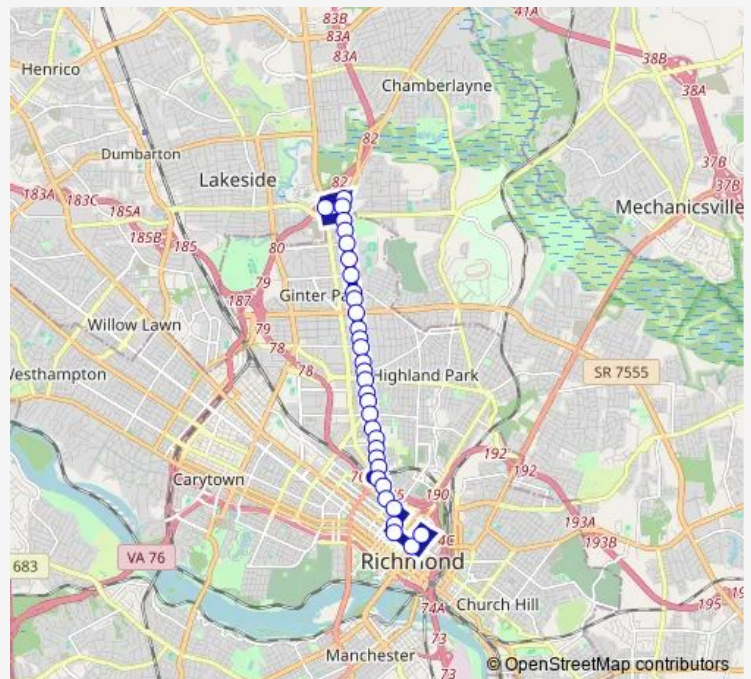 83B
83A
83A
41A
38B
38A
Henrico
Chamberlayne
82
37B
37B
Dumbarton
Lakeside
82
183A
183C
185A
Mechanicsville
185B
185
80
79
187
Ginter Pa
Willow Lawn
79
78
78
SR 7555
Highland Park
192
192
Carytown
190
193A
193B
VA 76
4C
Richmond
683
195
Church Hill
74A
73
73
Manchester
© OpenStreetMap contributors